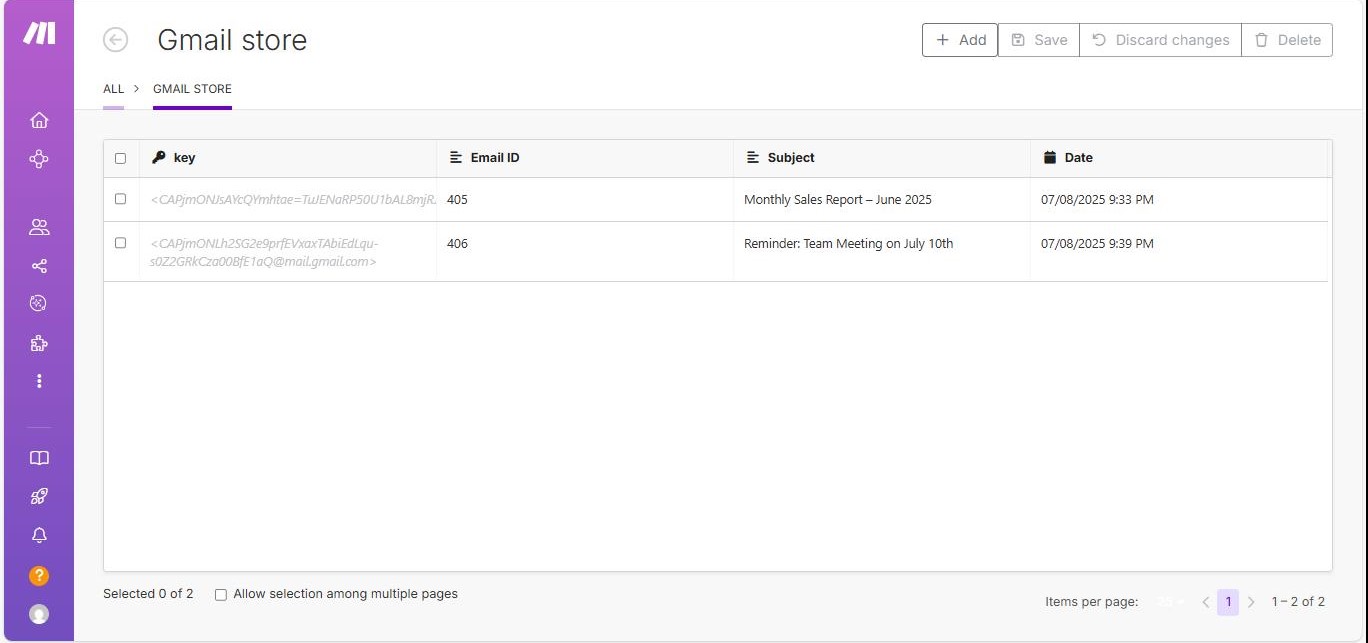 Gmail store
+ Add
Save
Discard changes
Delete
ALL > GMAIL STORE
key
Email ID
Subject
Date
405
Monthly Sales Report – June 2025
07/08/2025 9:33 PM
<CAPjmONLh2SG2e9prfEVxaxTAbiEdLqu-
s0Z2GRkCza00BfE1aQ@mail.gmail.com>
406
Reminder: Team Meeting on July 10th
07/08/2025 9:39 PM
Selected 0 of 2
Allow selection among multiple pages
Items per page:
1
1 – 2 of 2
?